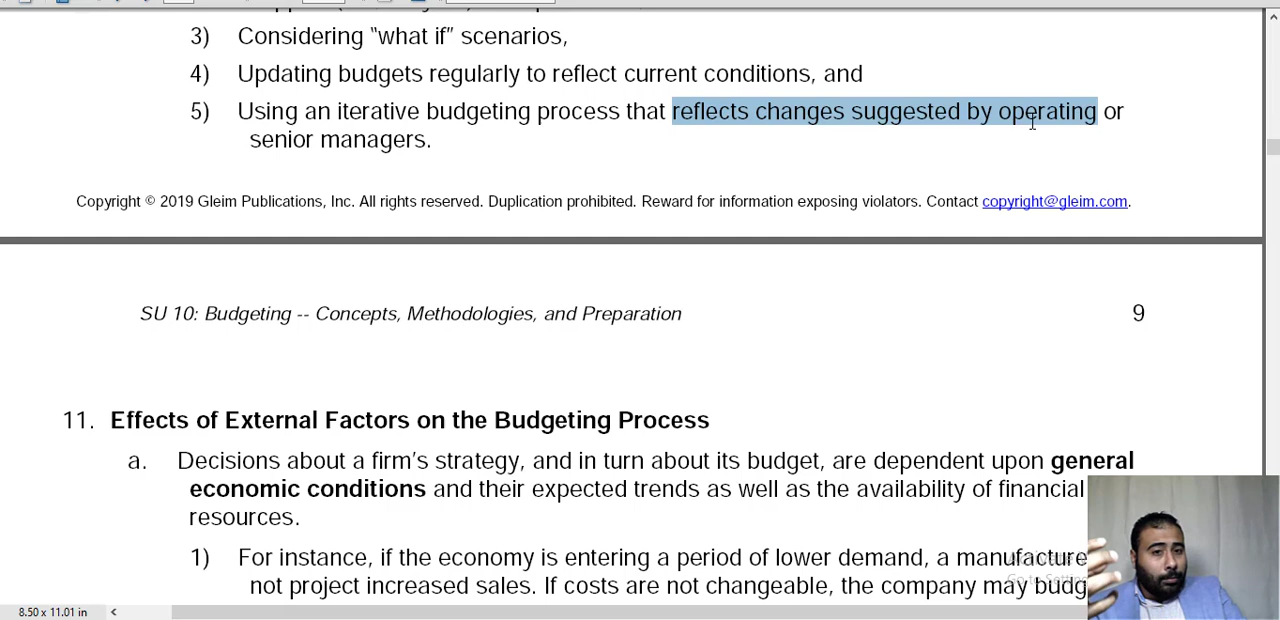 3) Considering “what if” scenarios,
4) Updating budgets regularly to reflect current conditions, and
5) Using an iterative budgeting process that reflects changes suggested by operating or
senior managers.
Copyright © 2019 Gleim Publications, Inc. All rights reserved. Duplication prohibited. Reward for information exposing violators. Contact copyright@gleim.com.
SU 10: Budgeting -- Concepts, Methodologies, and Preparation 9
11. Effects of External Factors on the Budgeting Process
a. Decisions about a firm’s strategy, and in turn about its budget, are dependent upon general
economic conditions and their expected trends as well as the availability of financial
resources.
1) For instance, if the economy is entering a period of lower demand, a manufacture
not project increased sales. If costs are not changeable, the company may budg
8.50 x 11.01 in